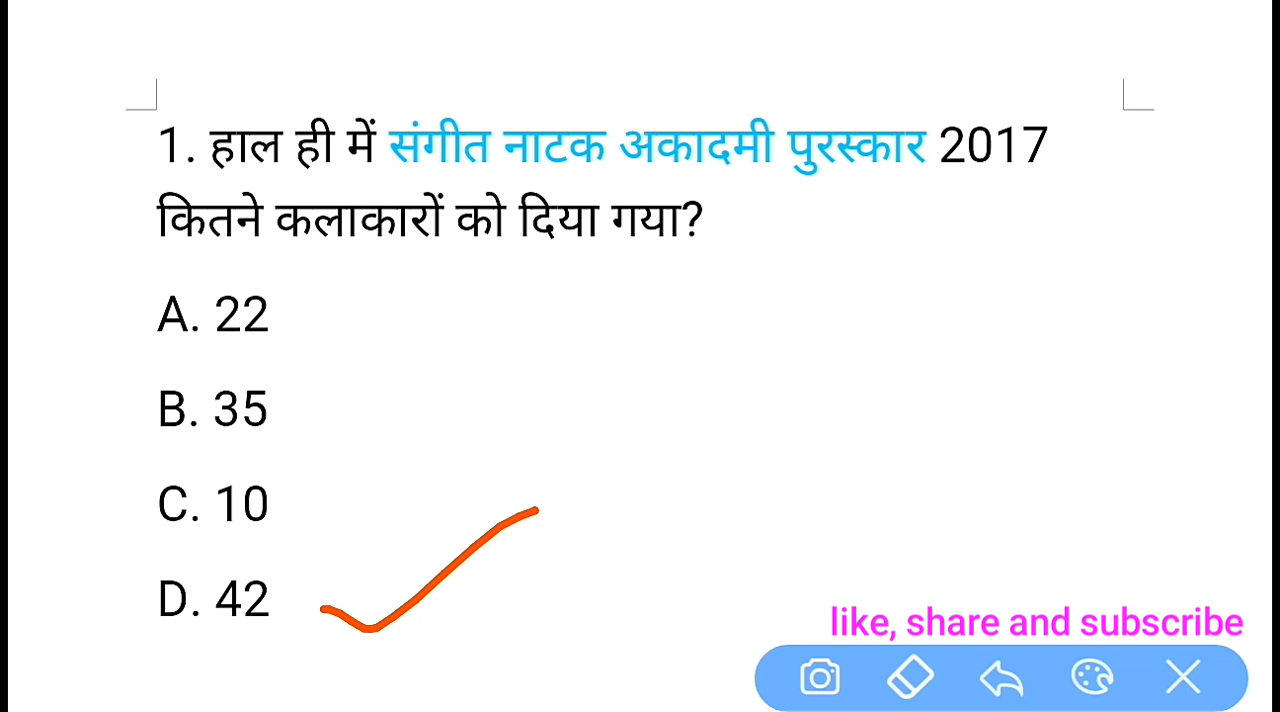 1. हाल ही में संगीत नाटक अकादमी पुरस्कार 2017
कितने कलाकारों को दिया गया?
A. 22
B. 35
C. 10
D. 42
like, share and subscribe